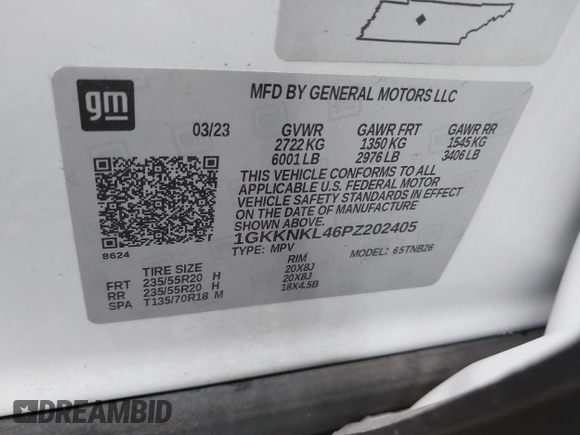 gm
MFD BY GENERAL MOTORS LLC
03/23 GVWR GAWR FRT GAWR RR
2722 KG 1350 KG 1545 KG
6001 LB 2976 LB 3406 LB
THIS VEHICLE CONFORMS TO ALL
APPLICABLE U.S. FEDERAL MOTOR
VEHICLE SAFETY STANDARDS IN EFFECT
ON THE DATE OF MANUFACTURE
SHOWN ABOVE.
1GKKNKL46PZ202405
8624
TYPE: MPV MODEL: 65TNB26
TIRE SIZE RIM
FRT 235/55R20 H 20X8J
RR 235/55R20 H 20X8J
SPA T135/70R18 M 18X4.5B
DREAMBID